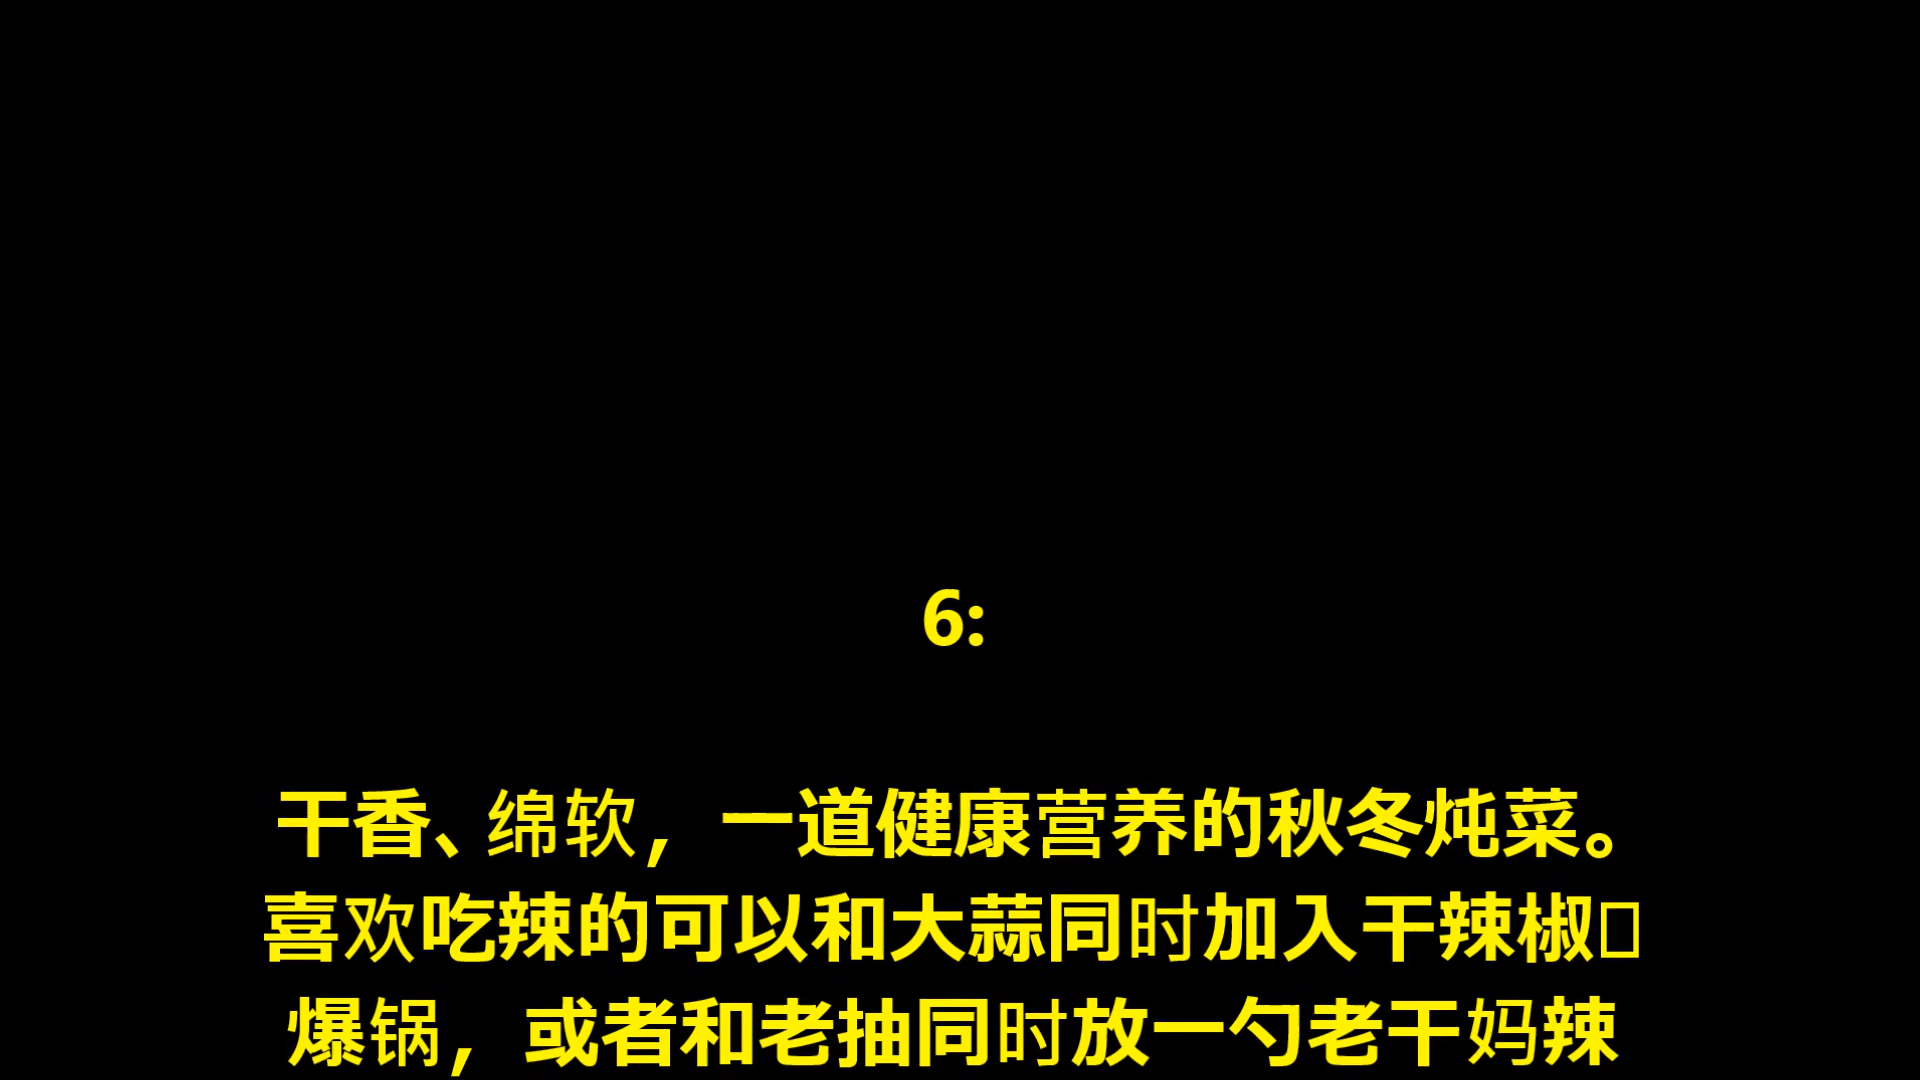 6:
干香、绵软，一道健康营养的秋冬炖菜。
喜欢吃辣的可以和大蒜同时加入干辣椒
爆锅，或者和老抽同时放一勺老干妈辣